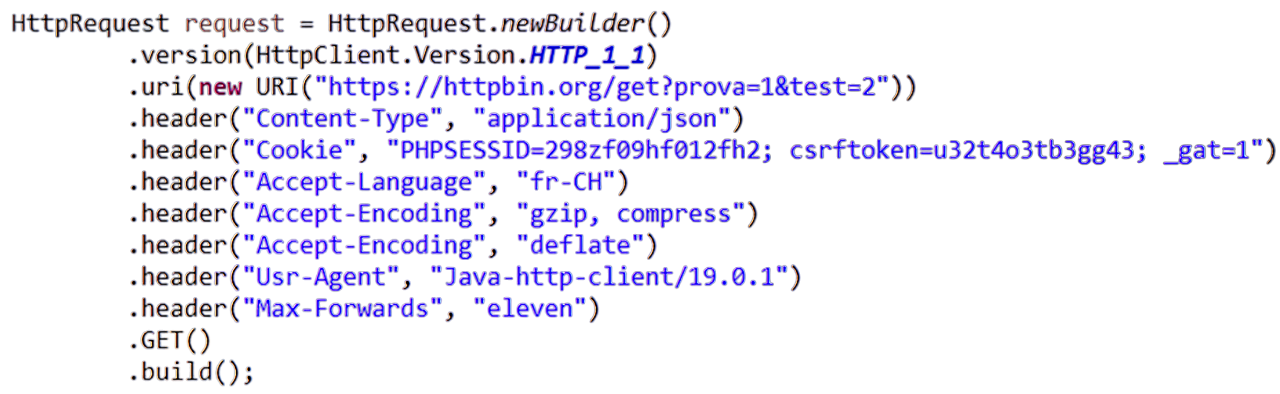 HttpRequest request = HttpRequest.newBuilder()
.version(HttpClient.Version.HTTP_1_1)
.uri(new URI("https://httpbin.org/get?prova=1&test=2"))
.header("Content-Type", "application/json")
.header("Cookie", "PHPSESSID=298zf09hf012fh2; csrftoken=u32t4o3tb3gg43; _gat=1")
.header("Accept-Language", "fr-CH")
.header("Accept-Encoding", "gzip, compress")
.header("Accept-Encoding", "deflate")
.header("Usr-Agent", "Java-http-client/19.0.1")
.header("Max-Forwards", "eleven")
.GET()
.build();